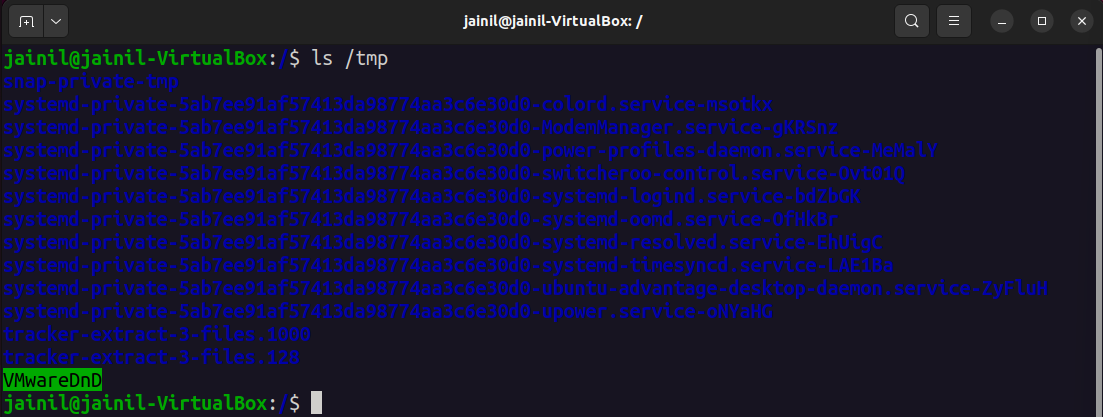 jainil@jainil-VirtualBox: /
jainil@jainil-VirtualBox:/$ ls /tmp
snap-private-tmp
systemd-private-5ab7ee91af57413da98774aa3c6e30d0-colord.service-msotkx
systemd-private-5ab7ee91af57413da98774aa3c6e30d0-ModemManager.service-gKRSnz
systemd-private-5ab7ee91af57413da98774aa3c6e30d0-power-profiles-daemon.service-MeMalY
systemd-private-5ab7ee91af57413da98774aa3c6e30d0-switcheroo-control.service-Dvt01Q
systemd-private-5ab7ee91af57413da98774aa3c6e30d0-systemd-logind.service-bdZbGK
systemd-private-5ab7ee91af57413da98774aa3c6e30d0-systemd-oomd.service-OfHkBr
systemd-private-5ab7ee91af57413da98774aa3c6e30d0-systemd-resolved.service-EhUigC
systemd-private-5ab7ee91af57413da98774aa3c6e30d0-systemd-timesyncd.service-LAE18a
systemd-private-5ab7ee91af57413da98774aa3c6e30d0-ubuntu-advantage-desktop-daemon.service-ZyFluH
systemd-private-5ab7ee91af57413da98774aa3c6e30d0-upower.service-oNYaHG
tracker-extract-3-files.1000
tracker-extract-3-files.128
VMwareDnD
jainil@jainil-VirtualBox:/$